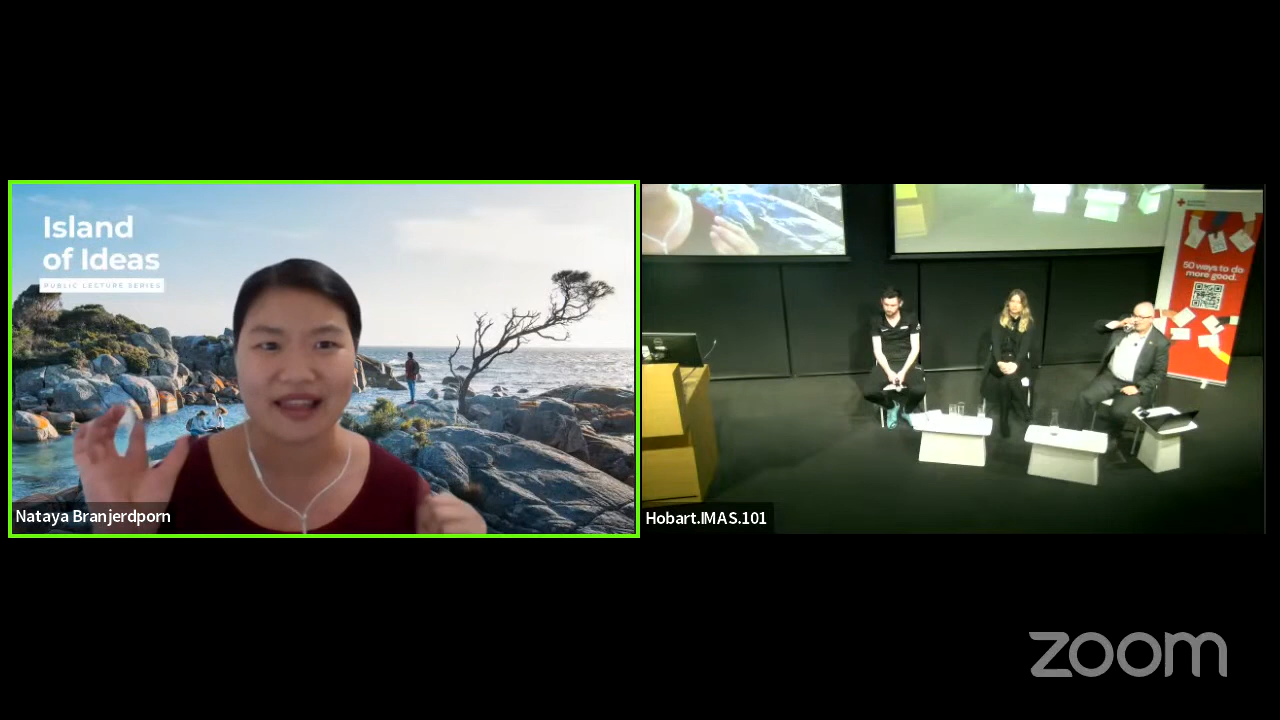 Island
of Ideas
PUBLIC LECTURE SERIES
Nataya Branjerdporn
50 ways to do
more good.
Hobart.IMAS.101
zoom